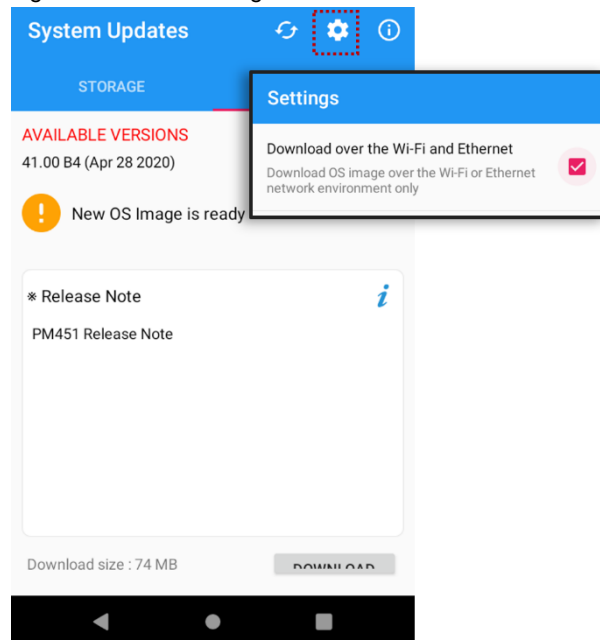 System Updates
STORAGE
Settings
AVAILABLE VERSIONS
41.00 B4 (Apr 28 2020)
Download over the Wi-Fi and Ethernet
Download OS image over the Wi-Fi or Ethernet
network environment only
New OS Image is ready
※ Release Note
PM451 Release Note
Download size : 74 MB
DOWNLOAD